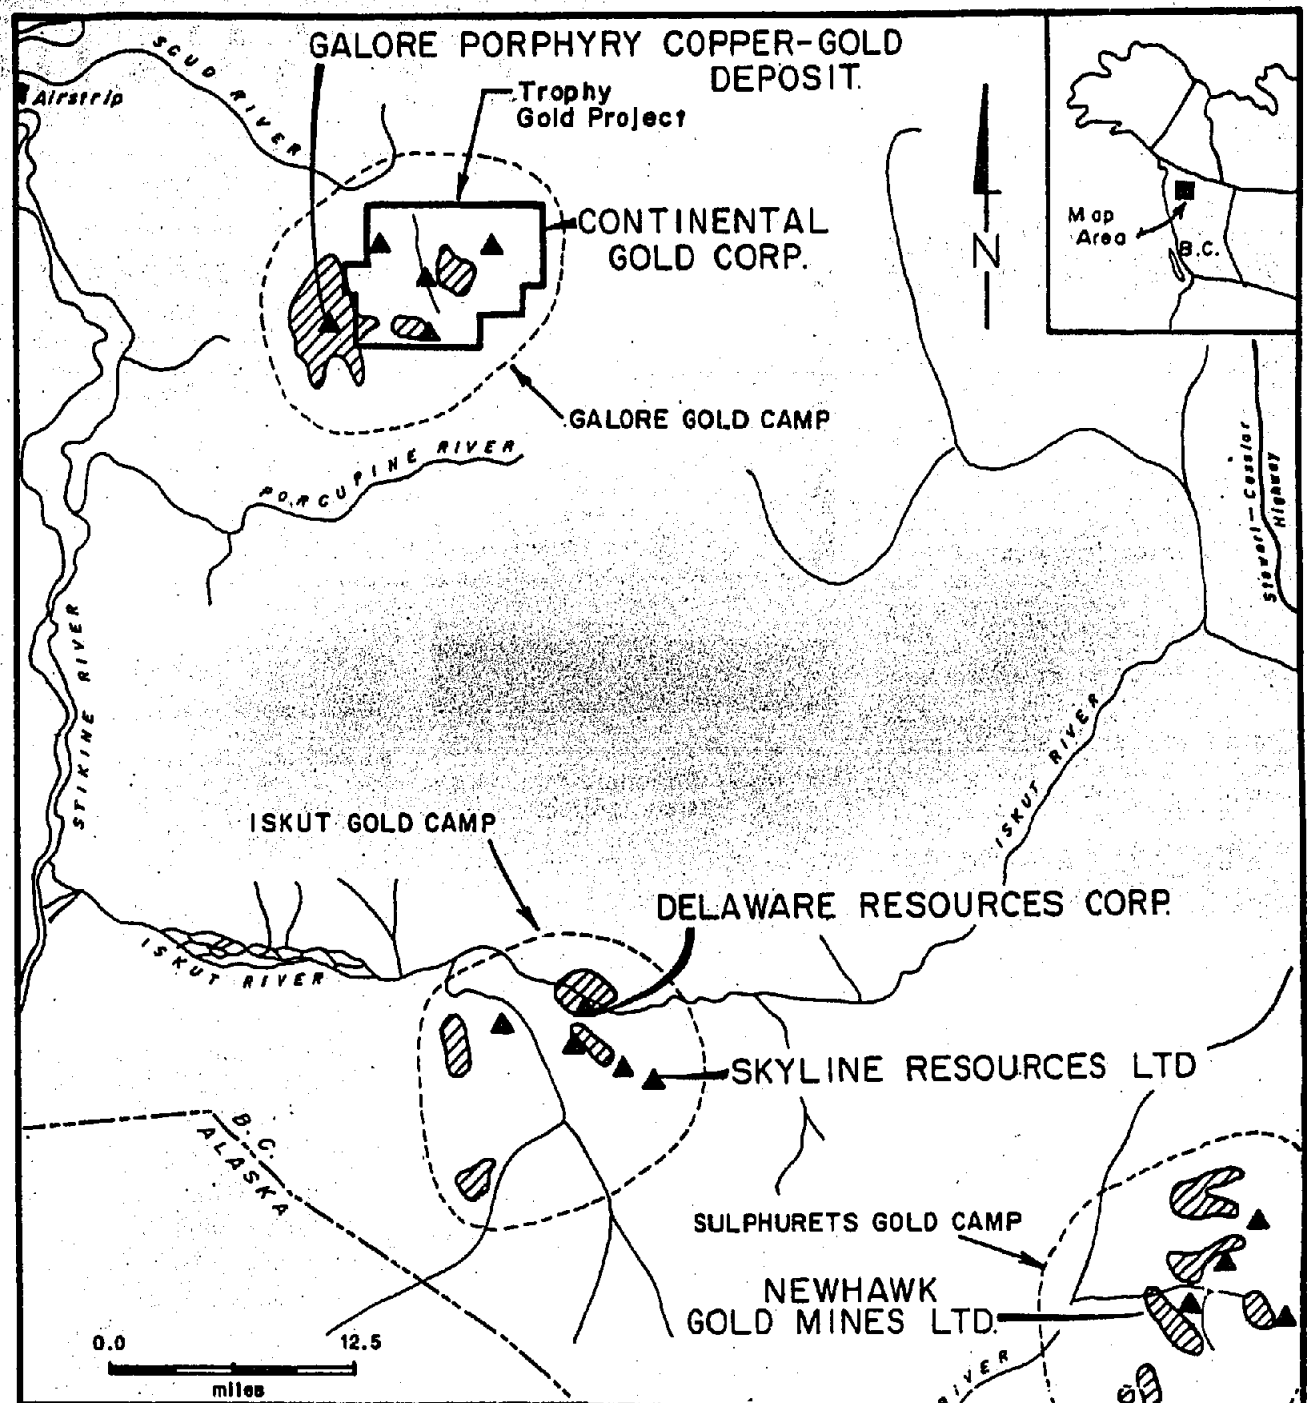 GALORE PORPHYRY COPPER-GOLD
DEPOSIT.
SCUD RIVER
Airstrip
Trophy
Gold Project
CONTINENTAL
GOLD CORP.
N
Map
Area
B.C.
GALORE GOLD CAMP
PORCUPINE RIVER
Stewart-Cassiar
Highway
STIKINE RIVER
ISKUT RIVER
ISKUT GOLD CAMP
DELAWARE RESOURCES CORP.
ISKUT RIVER
SKYLINE RESOURCES LTD
B.C.
ALASKA
SULPHURETS GOLD CAMP
NEWHAWK
GOLD MINES LTD.
0.0 12.5
miles
RIVER